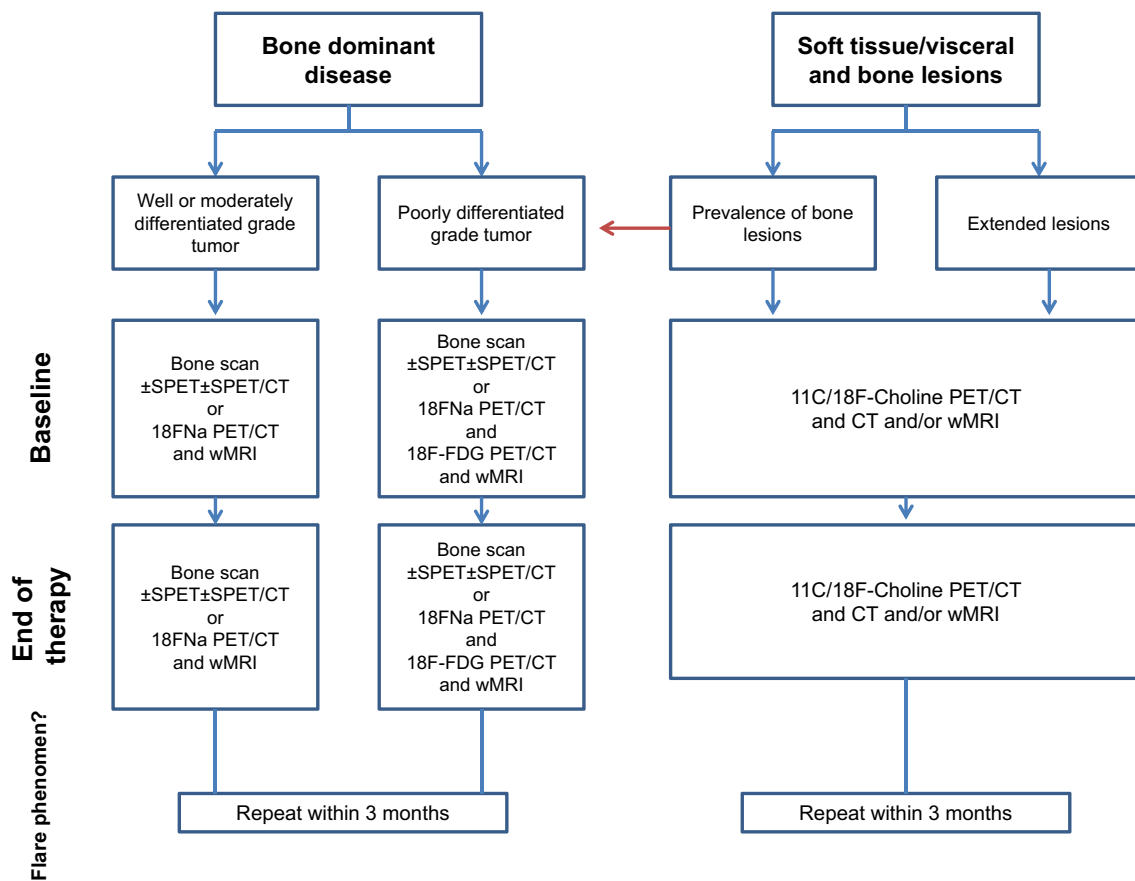 Bone dominant
disease
Soft tissue/visceral
and bone lesions
Well or moderately
differentiated grade
tumor
Poorly differentiated
grade tumor
Prevalence of bone
lesions
Extended lesions
Baseline
Bone scan
±SPET±SPET/CT
or
18FNa PET/CT
and wMRI
Bone scan
±SPET±SPET/CT
or
18FNa PET/CT
and
18F-FDG PET/CT
and wMRI
11C/18F-Choline PET/CT
and CT and/or wMRI
End of
therapy
Bone scan
±SPET±SPET/CT
or
18FNa PET/CT
and wMRI
Bone scan
±SPET±SPET/CT
or
18FNa PET/CT
and
18F-FDG PET/CT
and wMRI
11C/18F-Choline PET/CT
and CT and/or wMRI
Flare phenomen?
Repeat within 3 months
Repeat within 3 months